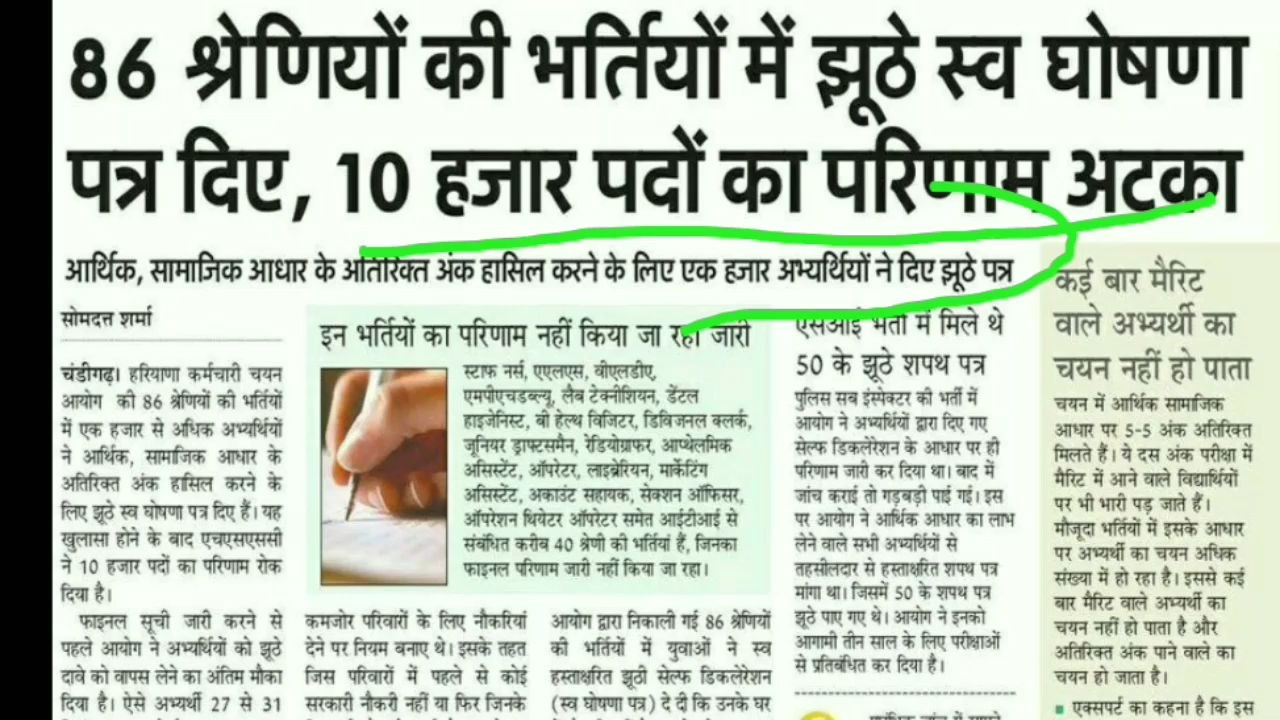 86 श्रेणियों की भर्तियों में झूठे स्व घोषणा
पत्र दिए, 10 हजार पदों का परिणाम अटका
आर्थिक, सामाजिक आधार के अतिरिक्त अंक हासिल करने के लिए एक हजार अभ्यर्थियों ने दिए झूठे पत्र
सोमदत्त शर्मा
चंडीगढ़। हरियाणा कर्मचारी चयन
आयोग की 86 श्रेणियों की भर्तियों
में एक हजार से अधिक अभ्यर्थियों
ने आर्थिक, सामाजिक आधार के
अतिरिक्त अंक हासिल करने के
लिए झूठे स्व घोषणा पत्र दिए हैं। यह
खुलासा होने के बाद एचएसएससी
ने 10 हजार पदों का परिणाम रोक
दिया है।
फाइनल सूची जारी करने से
पहले आयोग ने अभ्यर्थियों को झूठे
दावे को वापस लेने का अंतिम मौका
दिया है। ऐसे अभ्यर्थी 27 से 31
इन भर्तियों का परिणाम नहीं किया जा रहा जारी
स्टाफ नर्स, एएलएस, वीएलडीए,
एमपीएचडब्ल्यू, लैब टेक्नीशियन, डेंटल
हाइजेनिस्ट, बी हेल्थ विजिटर, डिविजनल क्लर्क,
जूनियर ड्राफ्टसमैन, रेडियोग्राफर, आप्थेलमिक
असिस्टेंट, ऑपरेटर, लाइब्रेरियन, मार्केटिंग
असिस्टेंट, अकाउंट सहायक, सेक्शन ऑफिसर,
ऑपरेशन थियेटर ऑपरेटर समेत आईटीआई से
संबंधित करीब 40 श्रेणी की भर्तियां हैं, जिनका
फाइनल परिणाम जारी नहीं किया जा रहा।
कमजोर परिवारों के लिए नौकरियां
देने पर नियम बनाए थे। इसके तहत
जिस परिवारों में पहले से कोई
सरकारी नौकरी नहीं या फिर जिनके
आयोग द्वारा निकाली गई 86 श्रेणियों
की भर्तियों में युवाओं ने स्व
हस्ताक्षरित झूठी सेल्फ डिकलेरेशन
(स्व घोषणा पत्र) दे दी कि उनके घर
एसआई भर्ती में मिले थे
50 के झूठे शपथ पत्र
पुलिस सब इंस्पेक्टर की भर्ती में
आयोग ने अभ्यर्थियों द्वारा दिए गए
सेल्फ डिकलेरेशन के आधार पर ही
परिणाम जारी कर दिया था। बाद में
जांच कराई तो गड़बड़ी पाई गई। इस
पर आयोग ने आर्थिक आधार का लाभ
लेने वाले सभी अभ्यर्थियों से
तहसीलदार से हस्ताक्षरित शपथ पत्र
मांगा था। जिसमें 50 के शपथ पत्र
झूठे पाए गए थे। आयोग ने इनको
आगामी तीन साल के लिए परीक्षाओं
से प्रतिबंधित कर दिया है।
कई बार मैरिट
वाले अभ्यर्थी का
चयन नहीं हो पाता
चयन में आर्थिक सामाजिक
आधार पर 5-5 अंक अतिरिक्त
मिलते हैं। ये दस अंक परीक्षा में
मैरिट में आने वाले विद्यार्थियों
पर भी भारी पड़ जाते हैं।
मौजूदा भर्तियों में इसके आधार
पर अभ्यर्थी का चयन अधिक
संख्या में हो रहा है। इससे कई
बार मैरिट वाले अभ्यर्थी का
चयन नहीं हो पाता है और
अतिरिक्त अंक पाने वाले का
चयन हो जाता है।
एक्सपर्ट का कहना है कि इस